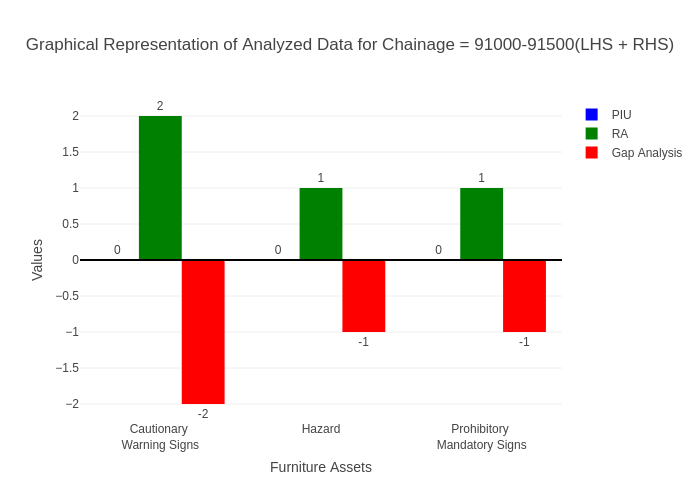 Graphical Representation of Analyzed Data for Chainage = 91000-91500(LHS + RHS)
PIU
RA
Gap Analysis
Values
2
1.5
1
0.5
0
−0.5
−1
−1.5
−2
0
2
-2
0
1
-1
0
1
-1
Cautionary
Warning Signs
Hazard
Prohibitory
Mandatory Signs
Furniture Assets